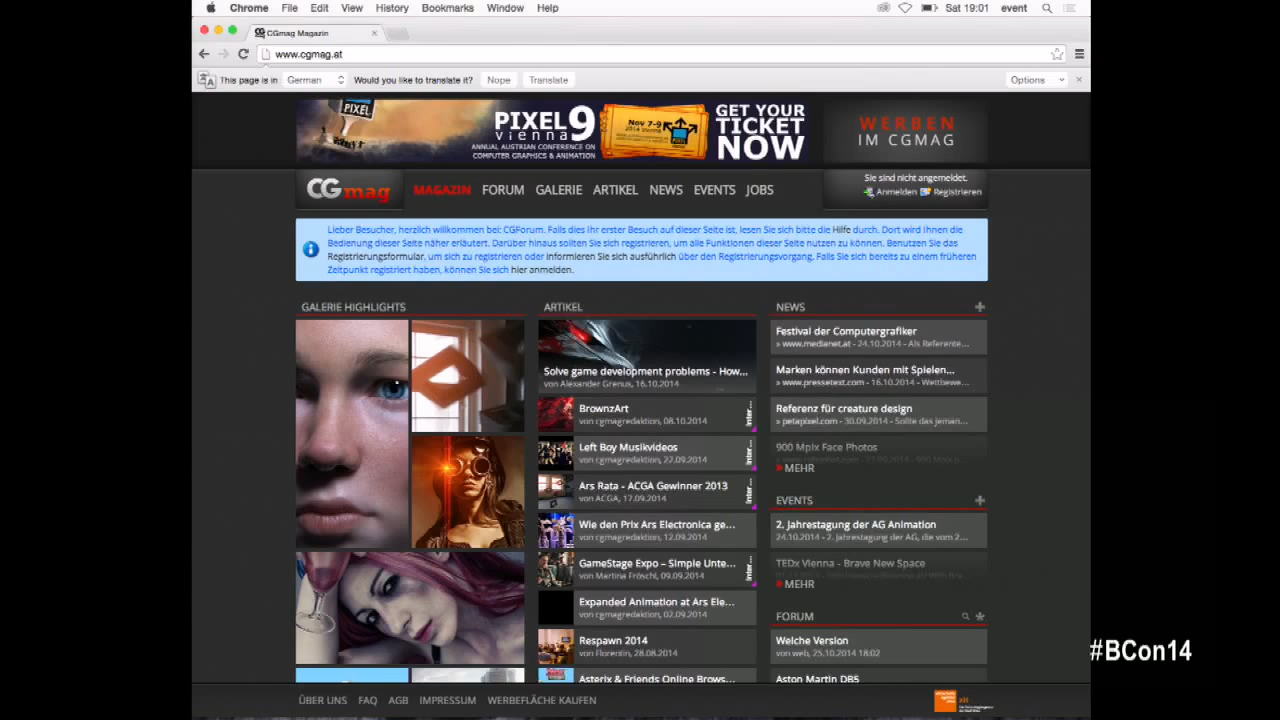 Chrome File Edit View History Bookmarks Window Help
Sat 19:01 event
CGmag Magazin
www.cgmag.at
This page is in German Would you like to translate it? Nope Translate
Options
PIXEL
PIXEL 9
vienna
ANNUAL AUSTRIAN CONFERENCE ON
COMPUTER GRAPHICS & ANIMATION
Nov 7-9
GET YOUR
TICKET
NOW
WERBEN
IM CGMAG
CGmag
MAGAZIN FORUM GALERIE ARTIKEL NEWS EVENTS JOBS
Sie sind nicht angemeldet.
Anmelden Registrieren
Lieber Besucher, herzlich willkommen bei: CGForum. Falls dies Ihr erster Besuch auf dieser Seite ist, lesen Sie sich bitte die Hilfe durch. Dort wird Ihnen die
Bedienung dieser Seite näher erläutert. Darüber hinaus sollten Sie sich registrieren, um alle Funktionen dieser Seite nutzen zu können. Benutzen Sie das
Registrierungsformular, um sich zu registrieren oder informieren Sie sich ausführlich über den Registrierungsvorgang. Falls Sie sich bereits zu einem früheren
Zeitpunkt registriert haben, können Sie sich hier anmelden.
GALERIE HIGHLIGHTS
ARTIKEL
Solve game development problems - How...
von Alexander Grenus, 16.10.2014
BrownzArt
von cgmagredaktion, 08.10.2014
Inter...
Left Boy Musikvideos
von cgmagredaktion, 22.09.2014
Inter...
Ars Rata - ACGA Gewinner 2013
von ACGA, 17.09.2014
Inter...
Wie den Prix Ars Electronica ge...
von cgmagredaktion, 12.09.2014
GameStage Expo – Simple Unte...
von Martina Fröschl, 09.09.2014
Inter...
Expanded Animation at Ars Ele...
von cgmagredaktion, 02.09.2014
Respawn 2014
von Florentin, 28.08.2014
Asterix & Friends Online Brows...
NEWS
Festival der Computergrafiker
» www.medianet.at - 24.10.2014 - Als Referente...
Marken können Kunden mit Spielen...
» www.pressetext.com - 16.10.2014 - Wettbewe...
Referenz für creature design
» petapixel.com - 30.09.2014 - Sollte das jeman...
900 Mpix Face Photos
MEHR
EVENTS
2. Jahrestagung der AG Animation
24.10.2014 - 2. Jahrestagung der AG, die vom 2...
TEDx Vienna - Brave New Space
MEHR
FORUM
Welche Version
von web, 25.10.2014 18:02
Aston Martin DB5
ÜBER UNS FAQ AGB IMPRESSUM WERBEFLÄCHE KAUFEN
#BCon14